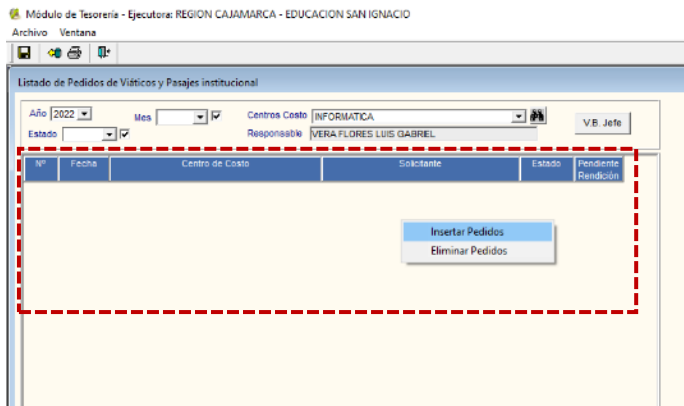 Módulo de Tesorería - Ejecutora: REGION CAJAMARCA - EDUCACION SAN IGNACIO
Archivo Ventana
Listado de Pedidos de Viáticos y Pasajes institucional
Año 2022 Mes Centros Costo INFORMATICA V.B. Jefe
Estado Responsable VERA FLORES LUIS GABRIEL
Nº Fecha Centro de Costo Solicitante Estado Pendiente Rendición
Insertar Pedidos
Eliminar Pedidos